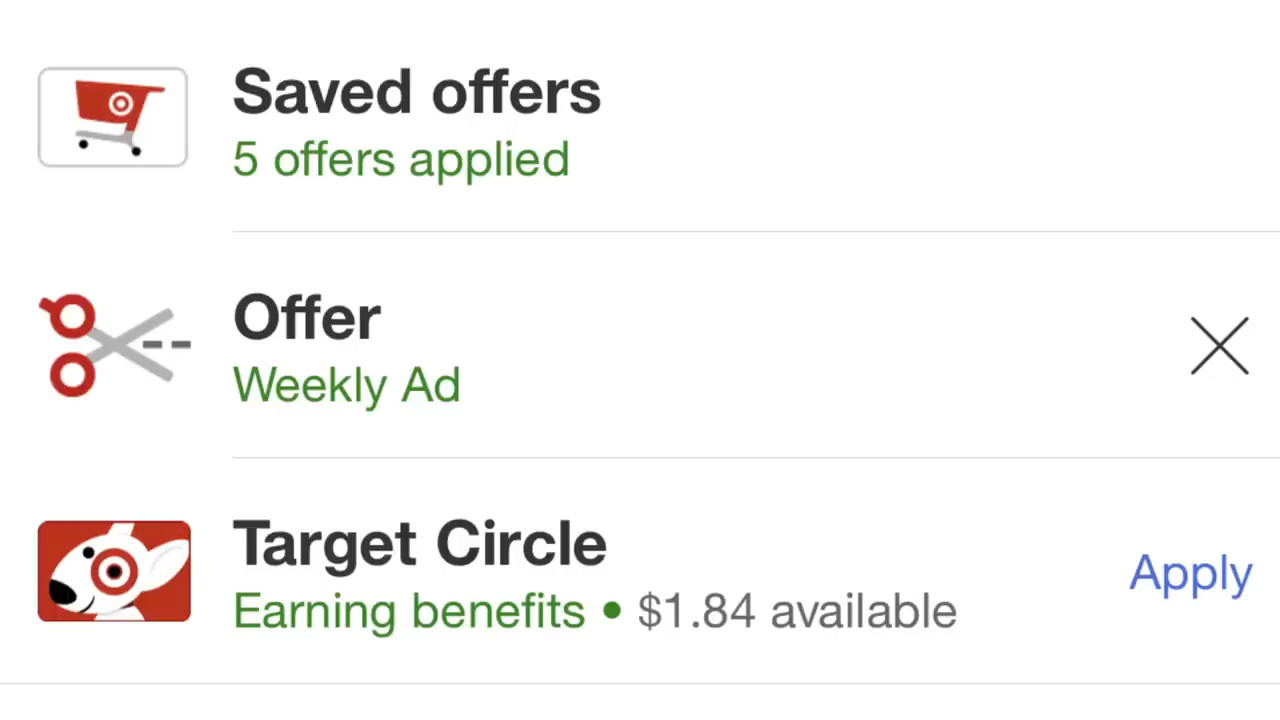 Saved offers
5 offers applied
Offer
Weekly Ad
Target Circle
Apply
Earning benefits • $1.84 available